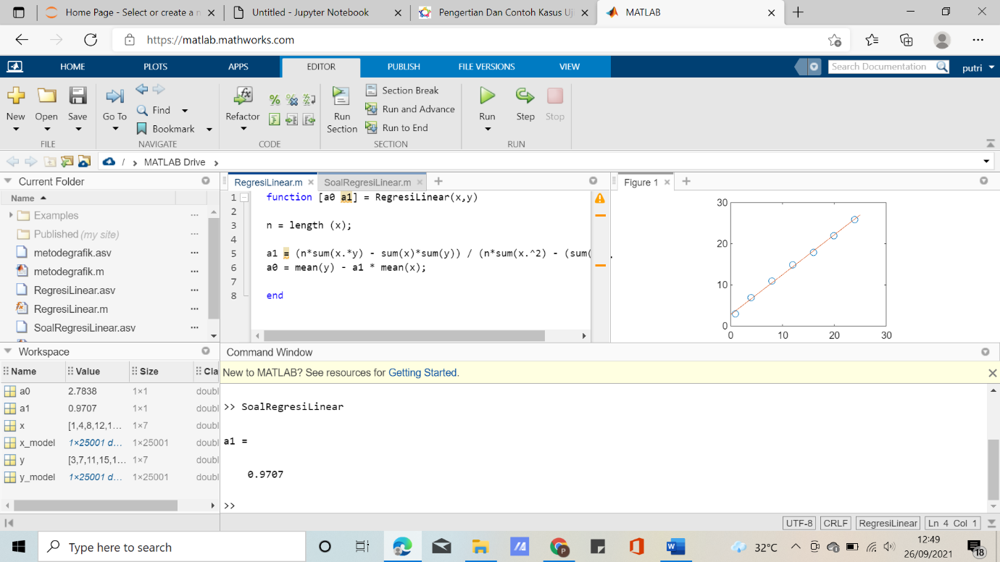 Home Page - Select or create a n
Untitled - Jupyter Notebook
Pengertian Dan Contoh Kasus Uji
MATLAB
https://matlab.mathworks.com
HOME PLOTS APPS EDITOR PUBLISH FILE VERSIONS VIEW
Search Documentation
putri
New Open Save
FILE
Go To
Find
Bookmark
NAVIGATE
Refactor
CODE
Run Section
Section Break
Run and Advance
Run to End
SECTION
Run Step Stop
RUN
/ > MATLAB Drive >
Current Folder
Name
Examples
Published (my site)
metodegrafik.asv
metodegrafik.m
RegresiLinear.asv
RegresiLinear.m
SoalRegresiLinear.asv
RegresiLinear.m SoalRegresiLinear.m
1 function [a0 a1] = RegresiLinear(x,y)
2
3 n = length (x);
4
5 a1 = (n*sum(x.*y) - sum(x)*sum(y)) / (n*sum(x.^2) - (sum(
6 a0 = mean(y) - a1 * mean(x);
7
8 end
Figure 1
30
20
10
0
0 10 20 30
Workspace
Name Value Size Cla
a0 2.7838 1×1 doubl
a1 0.9707 1×1 doubl
x [1,4,8,12,1... 1×7 doubl
x_model 1×25001 d... 1×25001 doubl
y [3,7,11,15,1... 1×7 doubl
y_model 1×25001 d... 1×25001 doubl
Command Window
New to MATLAB? See resources for Getting Started.
>> SoalRegresiLinear
a1 =
0.9707
>>
UTF-8 CRLF RegresiLinear Ln 4 Col 1
Type here to search
32°C
12:49
26/09/2021
18